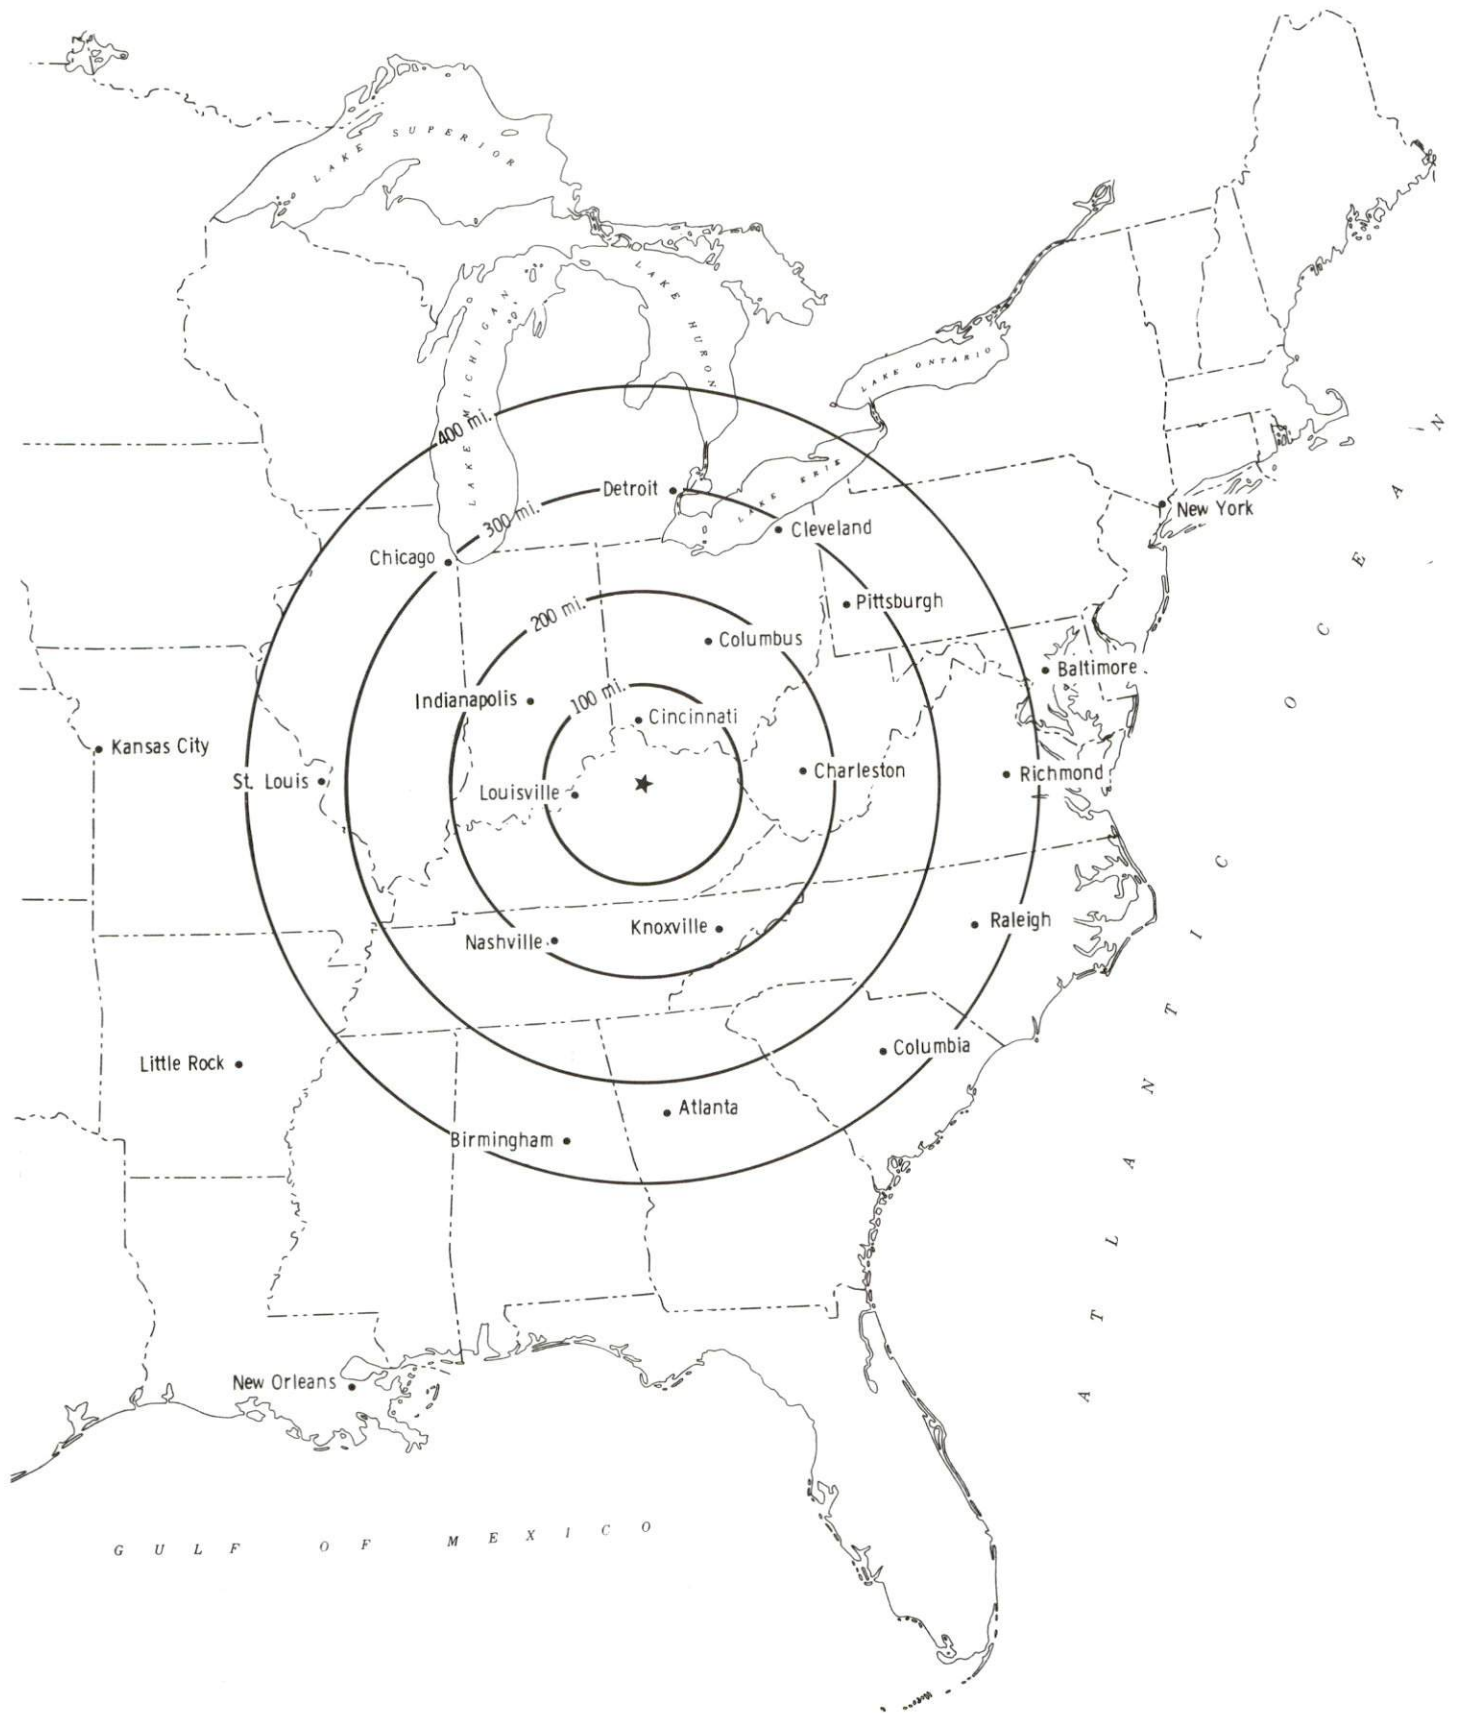 LAKE SUPERIOR
LAKE HURON
LAKE MICHIGAN
LAKE ONTARIO
400 mi.
LAKE ERIE
Detroit
300 mi.
New York
Cleveland
Chicago
Pittsburgh
200 mi.
Columbus
Baltimore
100 mi.
Indianapolis
Cincinnati
Kansas City
Charleston
Richmond
St. Louis
Louisville
Raleigh
Knoxville
Nashville
Columbia
Little Rock
Atlanta
Birmingham
New Orleans
ATLANTIC OCEAN
GULF OF MEXICO